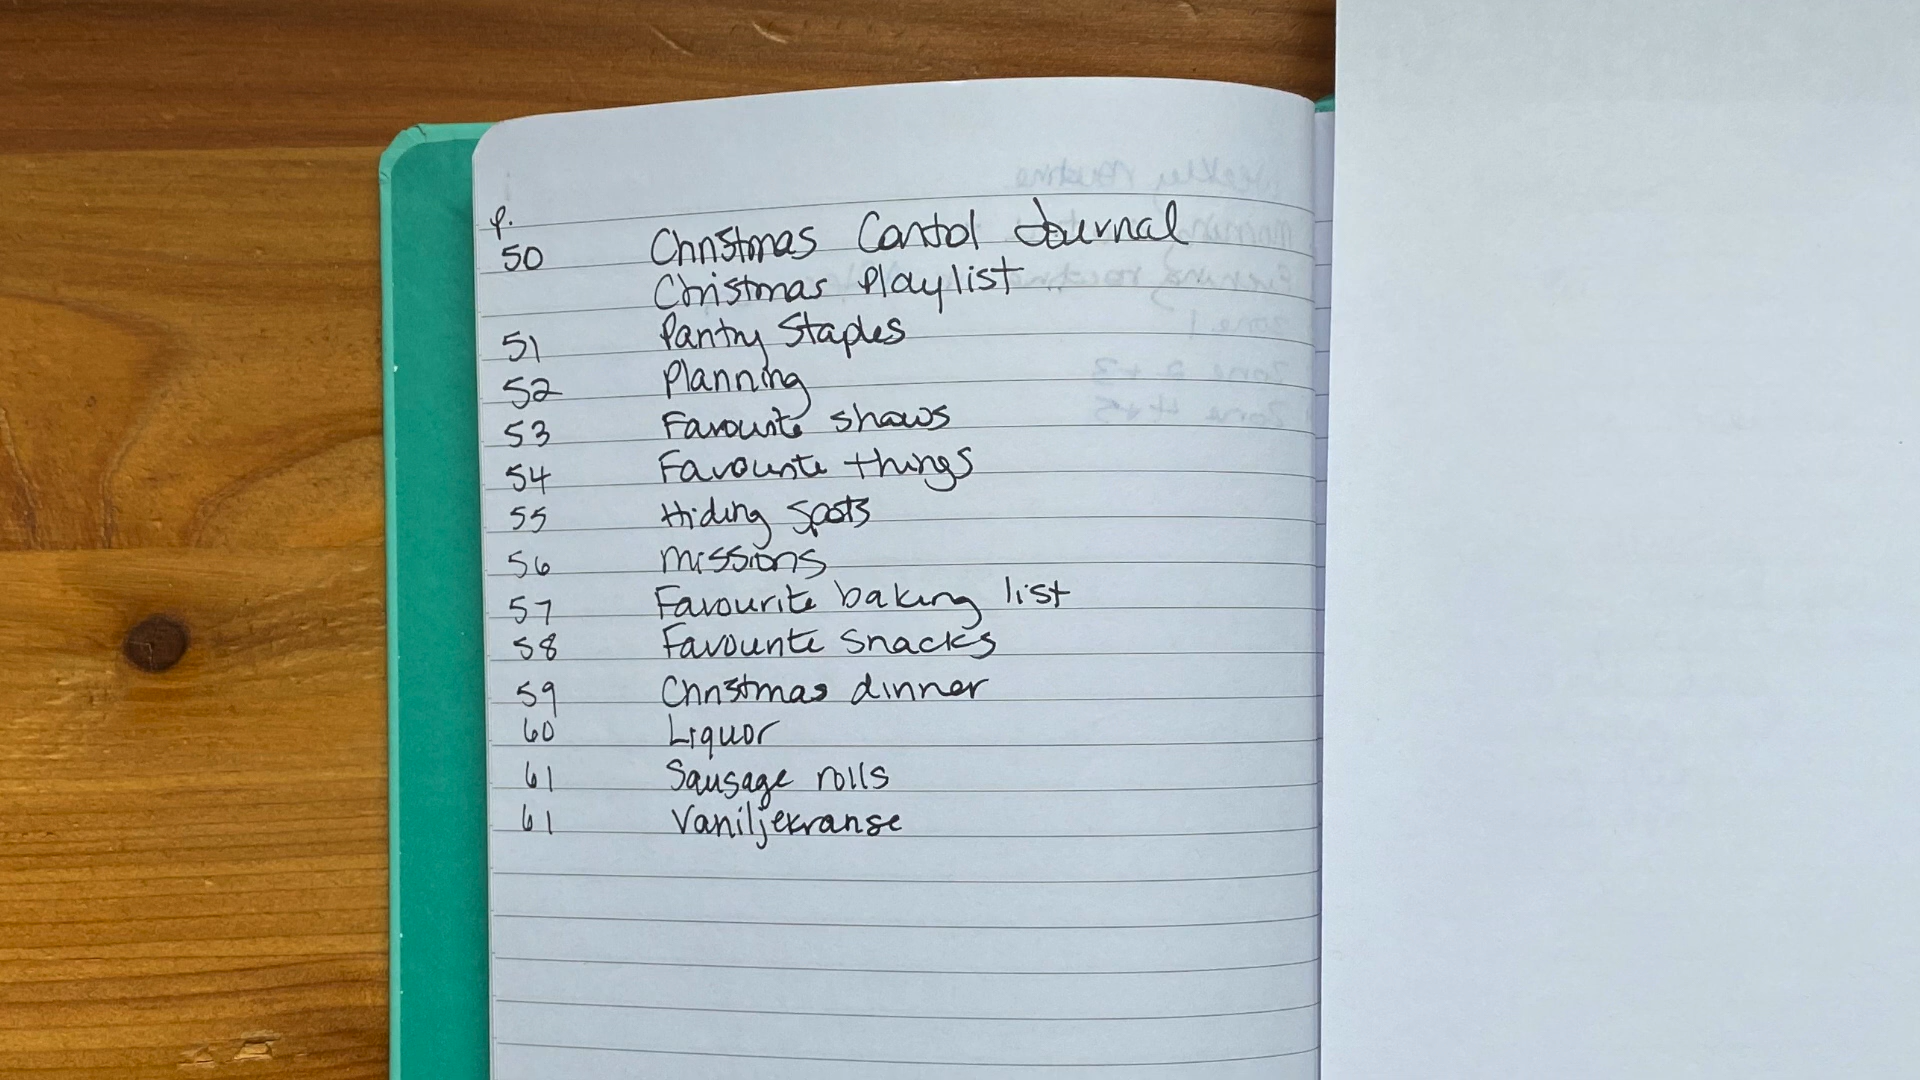 p.
50 Christmas Control Journal
Christmas Playlist
51 Pantry Staples
52 Planning
53 Favourite shows
54 Favourite things
55 Hiding spots
56 missions
57 Favourite baking list
58 Favourite snacks
59 Christmas dinner
60 Liquor
61 Sausage rolls
61 Vaniljekranse